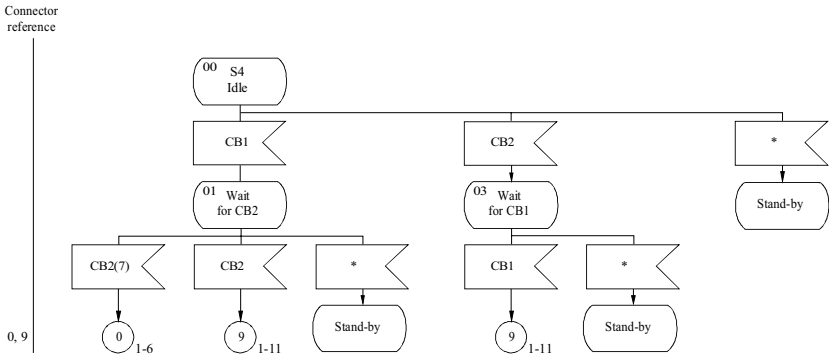 Connector
reference
00
S4
Idle
CB1
CB2
*
01
Wait
for CB2
03
Wait
for CB1
Stand-by
CB2(7)
CB2
*
CB1
*
0, 9
0
1-6
9
1-11
Stand-by
9
1-11
Stand-by